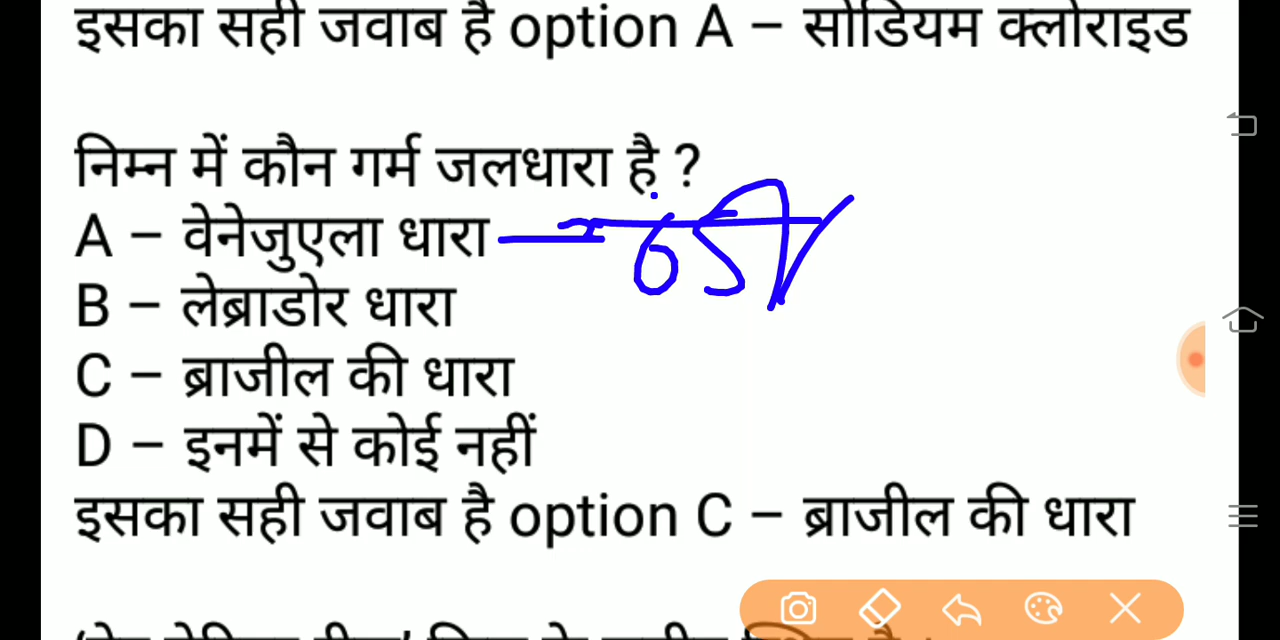 इसका सही जवाब है option A – सोडियम क्लोराइड
निम्न में कौन गर्म जलधारा है ?
A – वेनेजुएला धारा
B – लेब्राडोर धारा
C – ब्राजील की धारा
D – इनमें से कोई नहीं
इसका सही जवाब है option C – ब्राजील की धारा